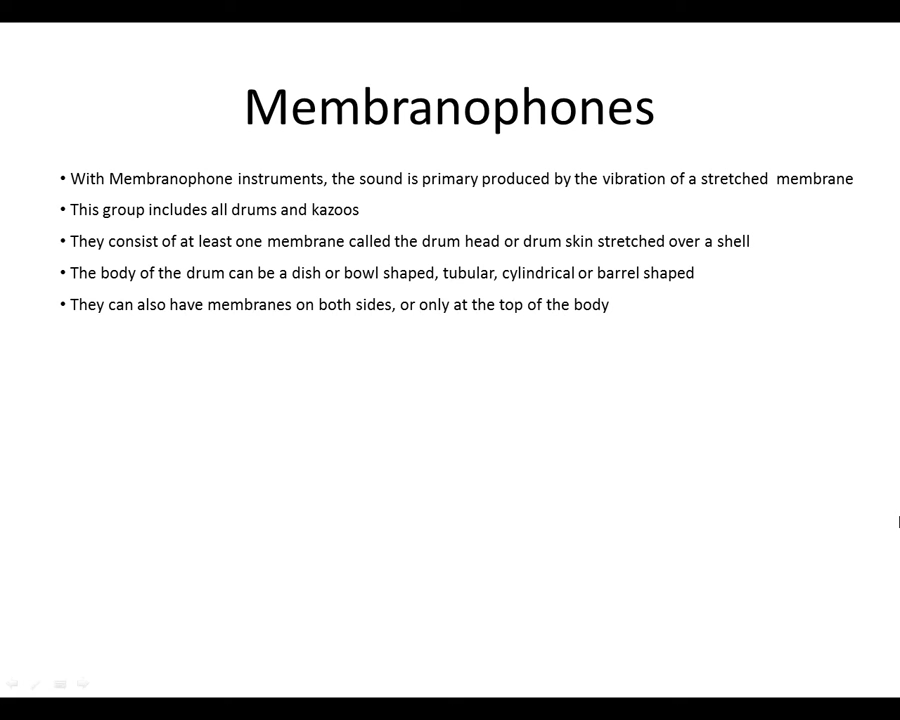 Membranophones
• With Membranophone instruments, the sound is primary produced by the vibration of a stretched  membrane
• This group includes all drums and kazoos
• They consist of at least one membrane called the drum head or drum skin stretched over a shell
• The body of the drum can be a dish or bowl shaped, tubular, cylindrical or barrel shaped
• They can also have membranes on both sides, or only at the top of the body